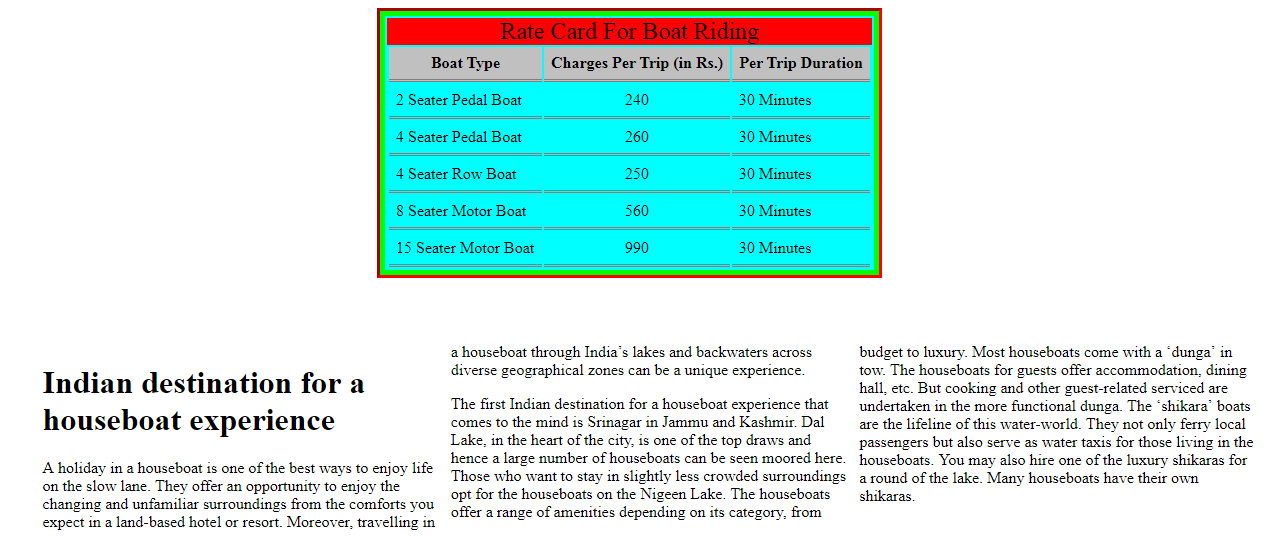 Rate Card For Boat Riding
Boat Type Charges Per Trip (in Rs.) Per Trip Duration
2 Seater Pedal Boat 240 30 Minutes
4 Seater Pedal Boat 260 30 Minutes
4 Seater Row Boat 250 30 Minutes
8 Seater Motor Boat 560 30 Minutes
15 Seater Motor Boat 990 30 Minutes
Indian destination for a
houseboat experience
A holiday in a houseboat is one of the best ways to enjoy life
on the slow lane. They offer an opportunity to enjoy the
changing and unfamiliar surroundings from the comforts you
expect in a land-based hotel or resort. Moreover, travelling in
a houseboat through India’s lakes and backwaters across
diverse geographical zones can be a unique experience.
The first Indian destination for a houseboat experience that
comes to the mind is Srinagar in Jammu and Kashmir. Dal
Lake, in the heart of the city, is one of the top draws and
hence a large number of houseboats can be seen moored here.
Those who want to stay in slightly less crowded surroundings
opt for the houseboats on the Nigeen Lake. The houseboats
offer a range of amenities depending on its category, from
budget to luxury. Most houseboats come with a ‘dunga’ in
tow. The houseboats for guests offer accommodation, dining
hall, etc. But cooking and other guest-related serviced are
undertaken in the more functional dunga. The ‘shikara’ boats
are the lifeline of this water-world. They not only ferry local
passengers but also serve as water taxis for those living in the
houseboats. You may also hire one of the luxury shikaras for
a round of the lake. Many houseboats have their own
shikaras.